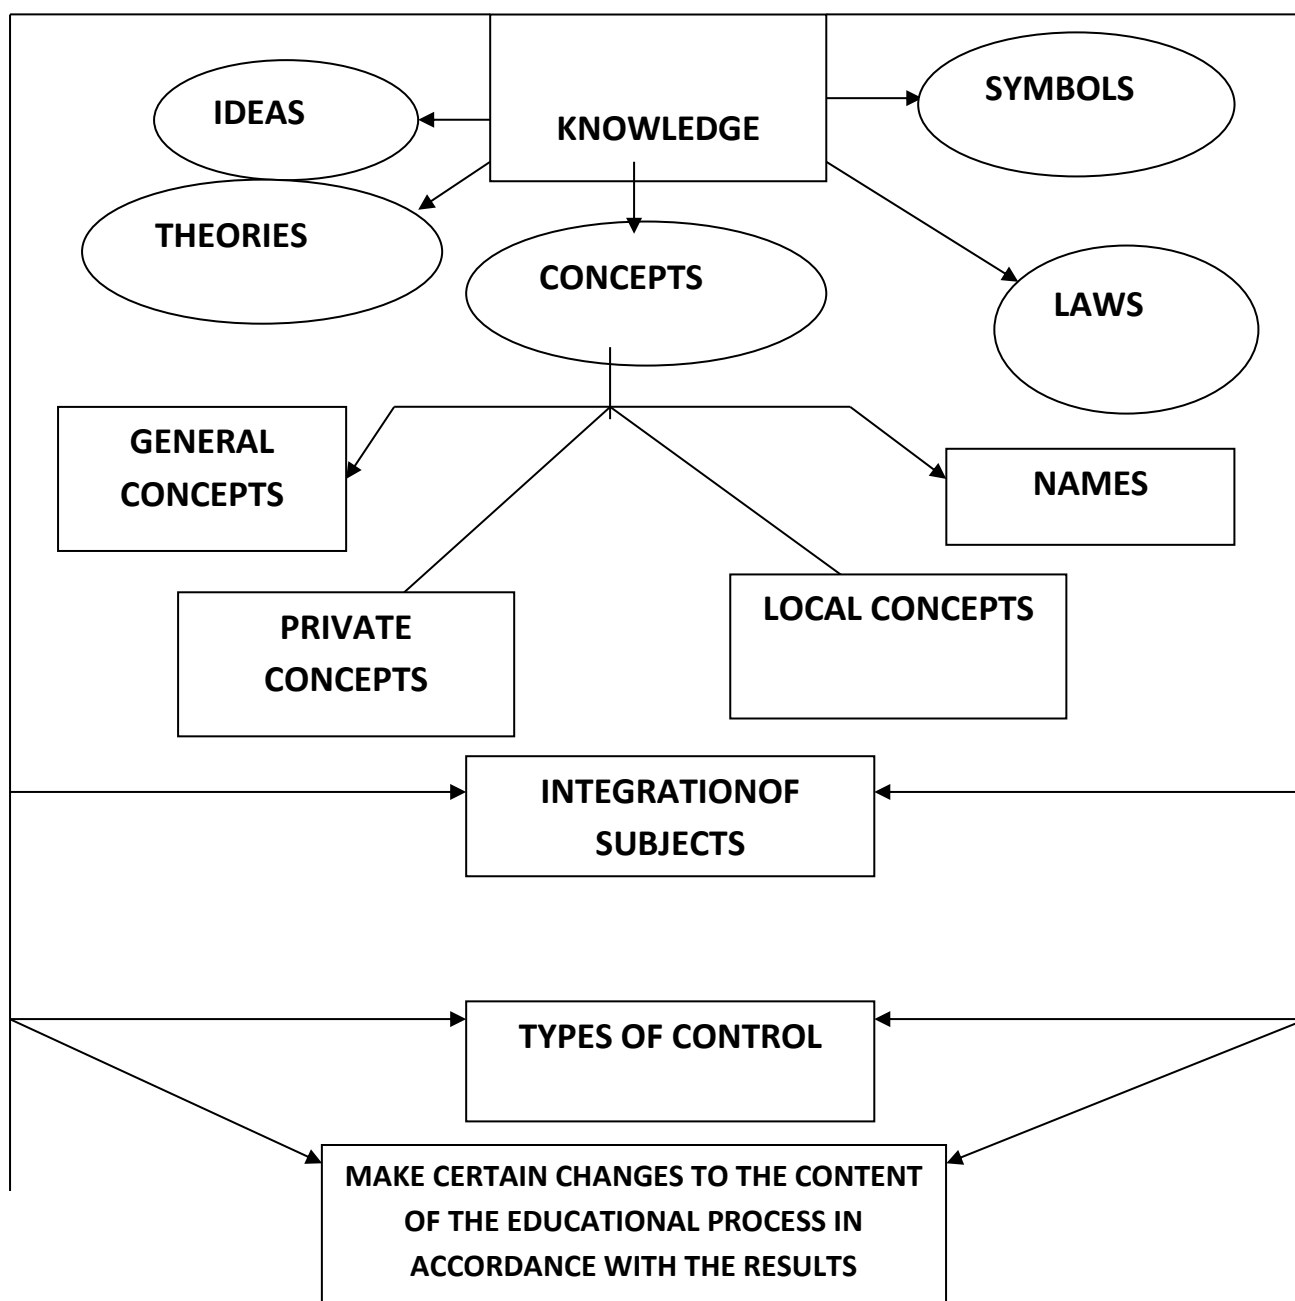 IDEAS
KNOWLEDGE
SYMBOLS
THEORIES
CONCEPTS
LAWS
GENERAL
CONCEPTS
NAMES
PRIVATE
CONCEPTS
LOCAL CONCEPTS
INTEGRATIONOF
SUBJECTS
TYPES OF CONTROL
MAKE CERTAIN CHANGES TO THE CONTENT
OF THE EDUCATIONAL PROCESS IN
ACCORDANCE WITH THE RESULTS